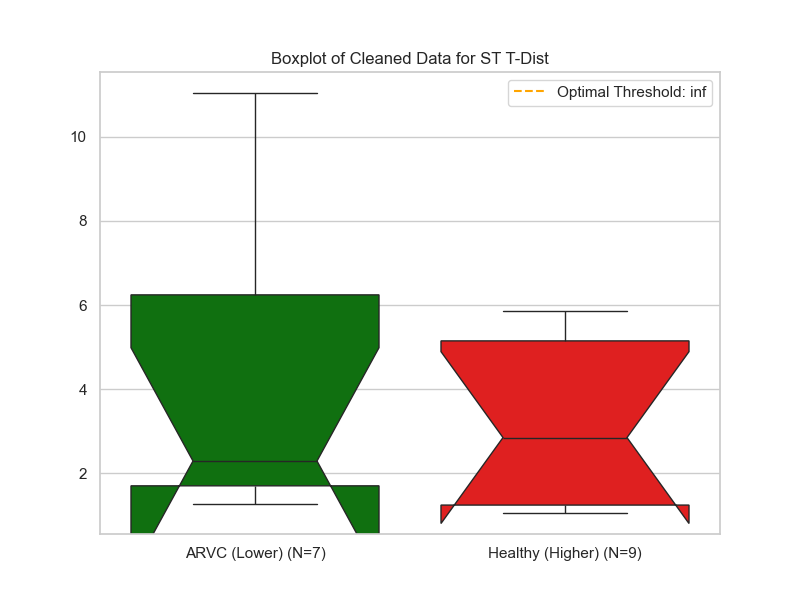 Boxplot of Cleaned Data for ST T-Dist
Optimal Threshold: inf
10
8
6
4
2
ARVC (Lower) (N=7)
Healthy (Higher) (N=9)